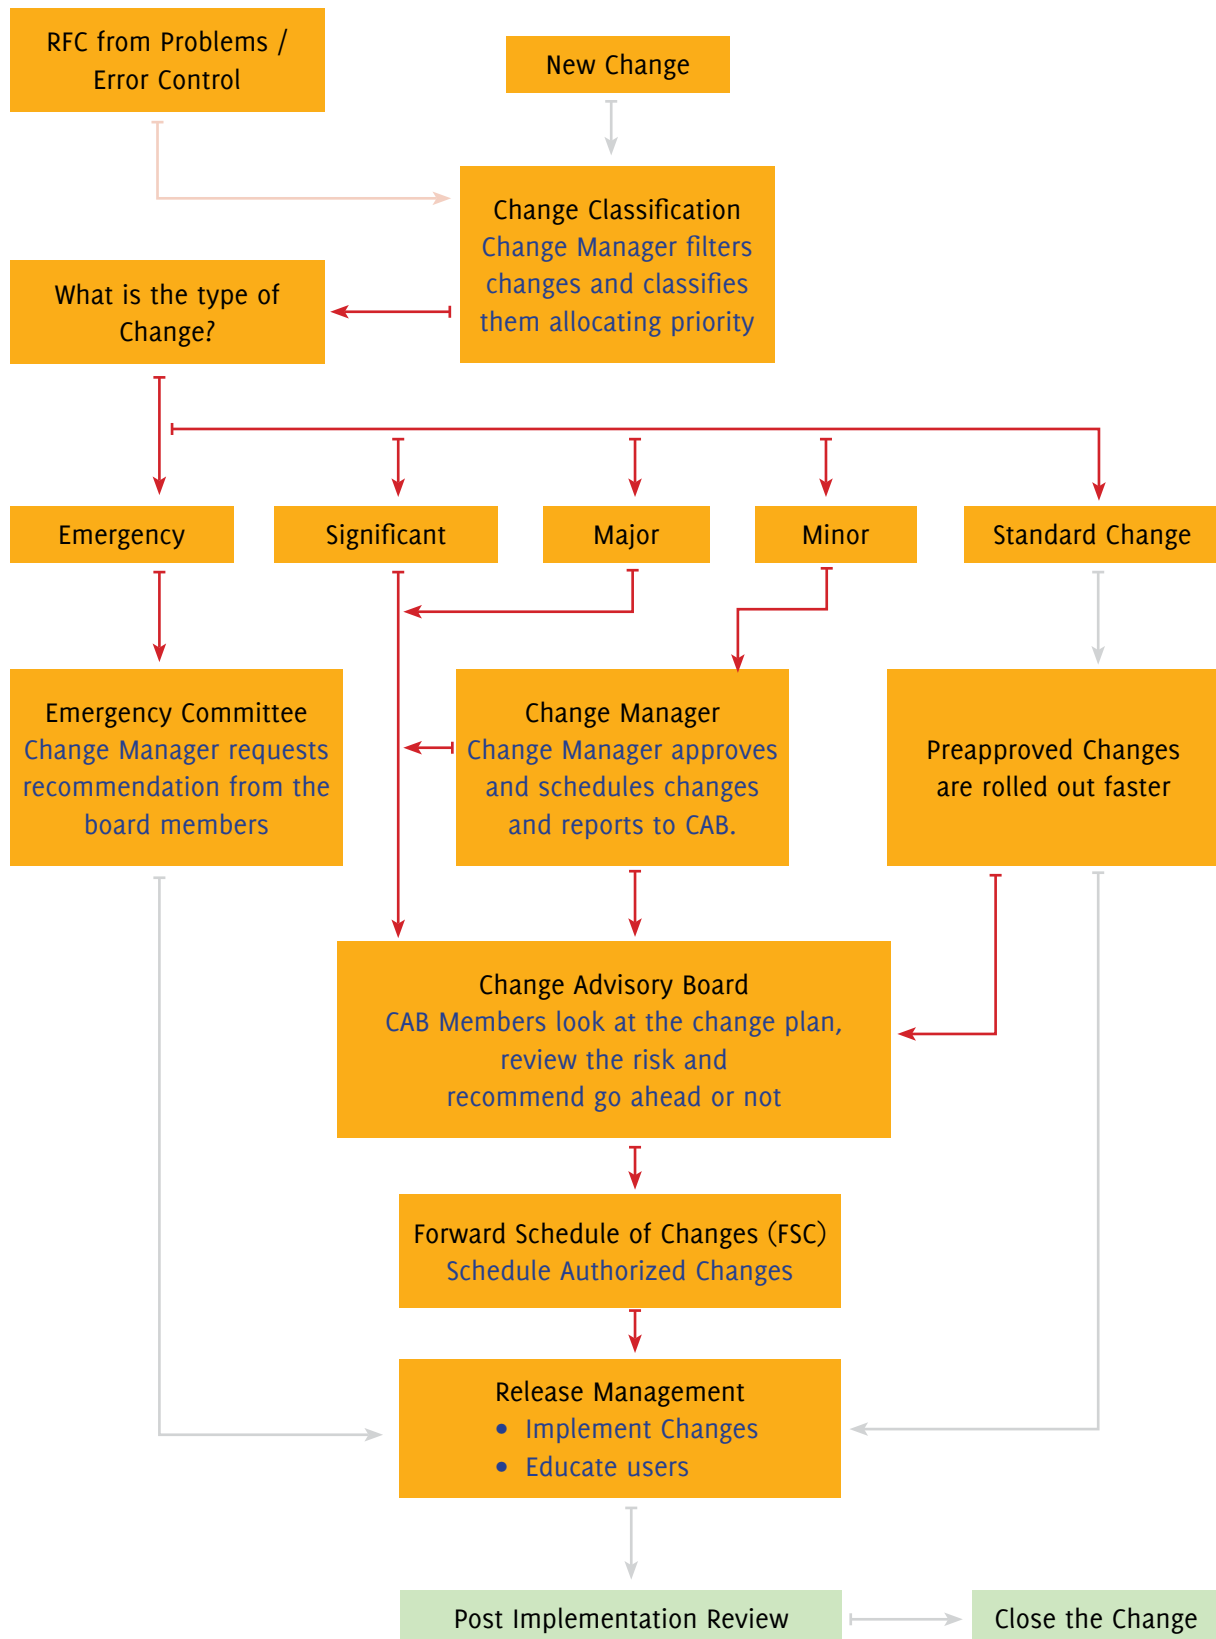 RFC from Problems /
Error Control
New Change
Change Classification
Change Manager filters
changes and classifies
them allocating priority
What is the type of
Change?
Emergency
Significant
Major
Minor
Standard Change
Emergency Committee
Change Manager requests
recommendation from the
board members
Change Manager
Change Manager approves
and schedules changes
and reports to CAB.
Preapproved Changes
are rolled out faster
Change Advisory Board
CAB Members look at the change plan,
review the risk and
recommend go ahead or not
Forward Schedule of Changes (FSC)
Schedule Authorized Changes
Release Management
• Implement Changes
• Educate users
Post Implementation Review
Close the Change